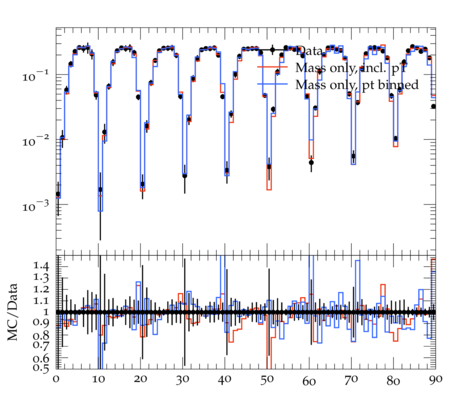 Data
Mass only, incl. pT
Mass only, pt binned
10⁻¹
10⁻²
10⁻³
MC/Data
1.4
1.3
1.2
1.1
1
0.9
0.8
0.7
0.6
0.5
0 10 20 30 40 50 60 70 80 90